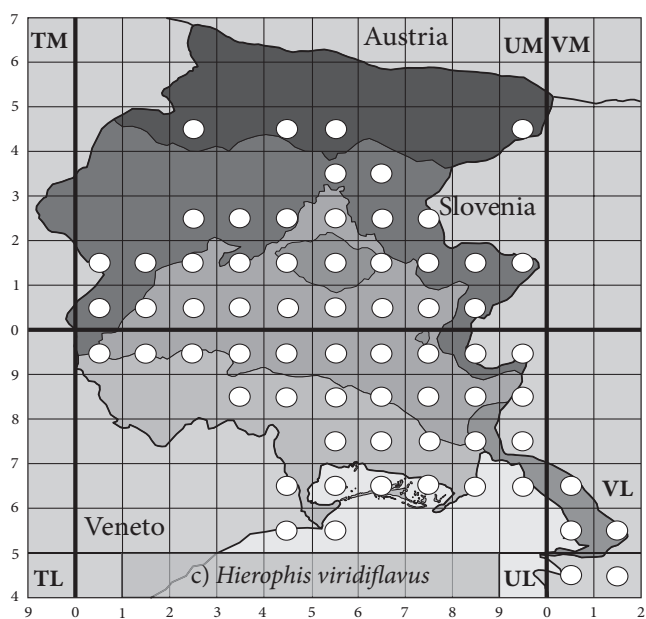 7
TM
Austria
UM VM
6
5
4
3
Slovenia
2
1
0
9
8
7
VL
6
Veneto
5
TL
c) Hierophis viridiflavus
UL
4
9 0 1 2 3 4 5 6 7 8 9 0 1 2